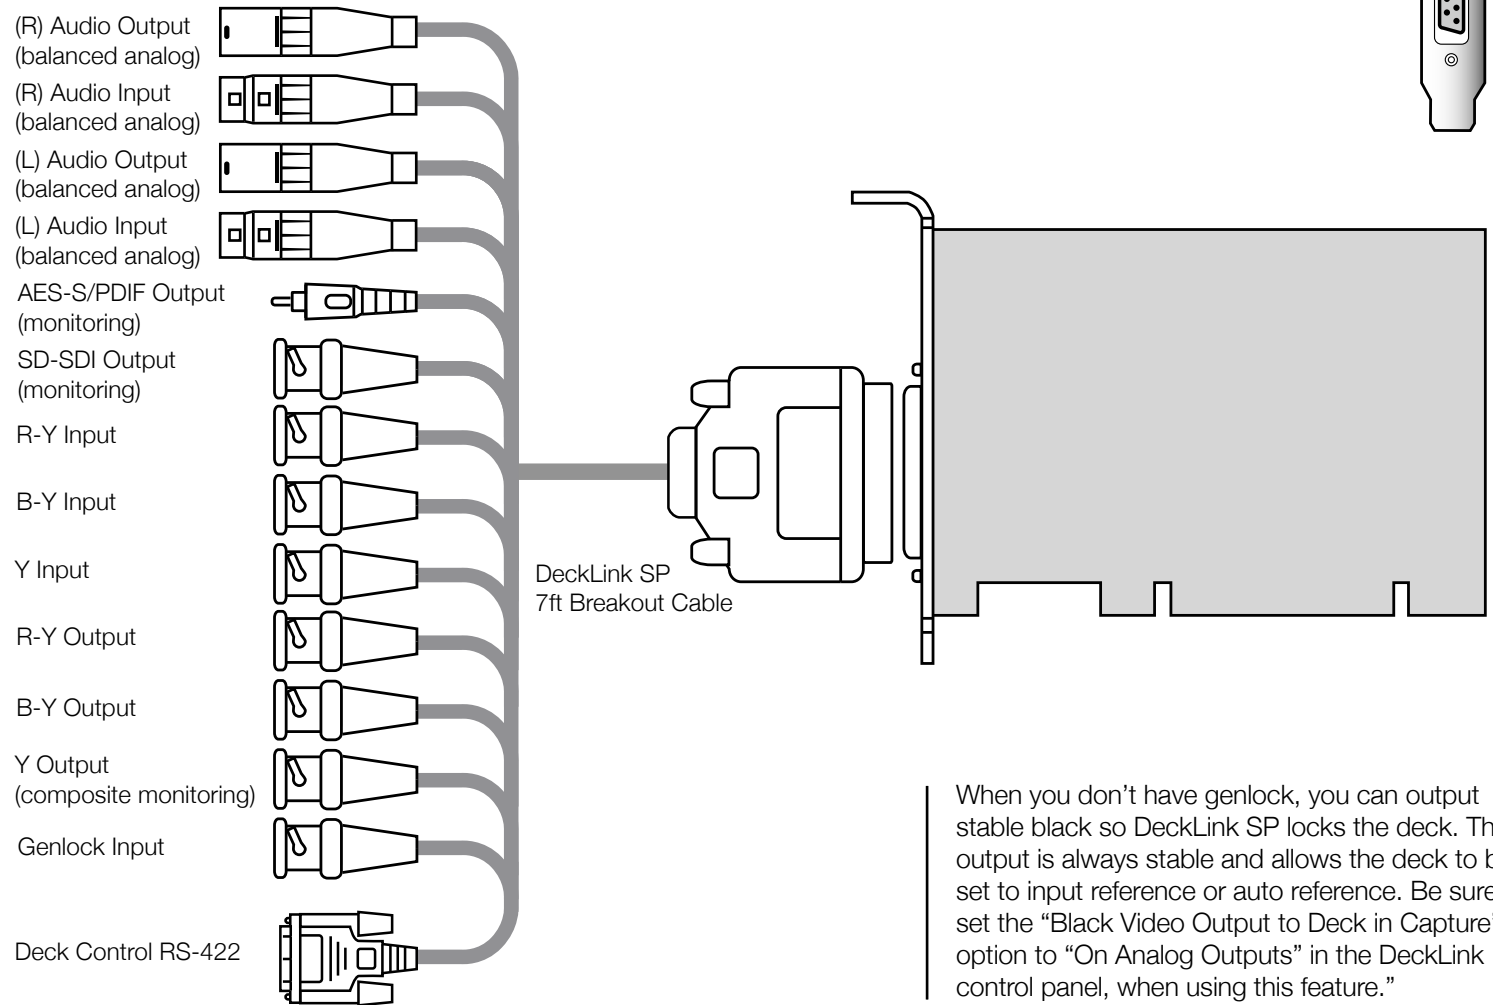 (R) Audio Output
(balanced analog)
(R) Audio Input
(balanced analog)
(L) Audio Output
(balanced analog)
(L) Audio Input
(balanced analog)
AES-S/PDIF Output
(monitoring)
SD-SDI Output
(monitoring)
R-Y Input
B-Y Input
Y Input
R-Y Output
B-Y Output
Y Output
(composite monitoring)
Genlock Input
Deck Control RS-422
DeckLink SP
7ft Breakout Cable
When you don’t have genlock, you can output
stable black so DeckLink SP locks the deck.
output is always stable and allows the deck to
set to input reference or auto reference. Be sure
set the “Black Video Output to Deck in Capture”
option to “On Analog Outputs” in the DeckLink
control panel, when using this feature.”